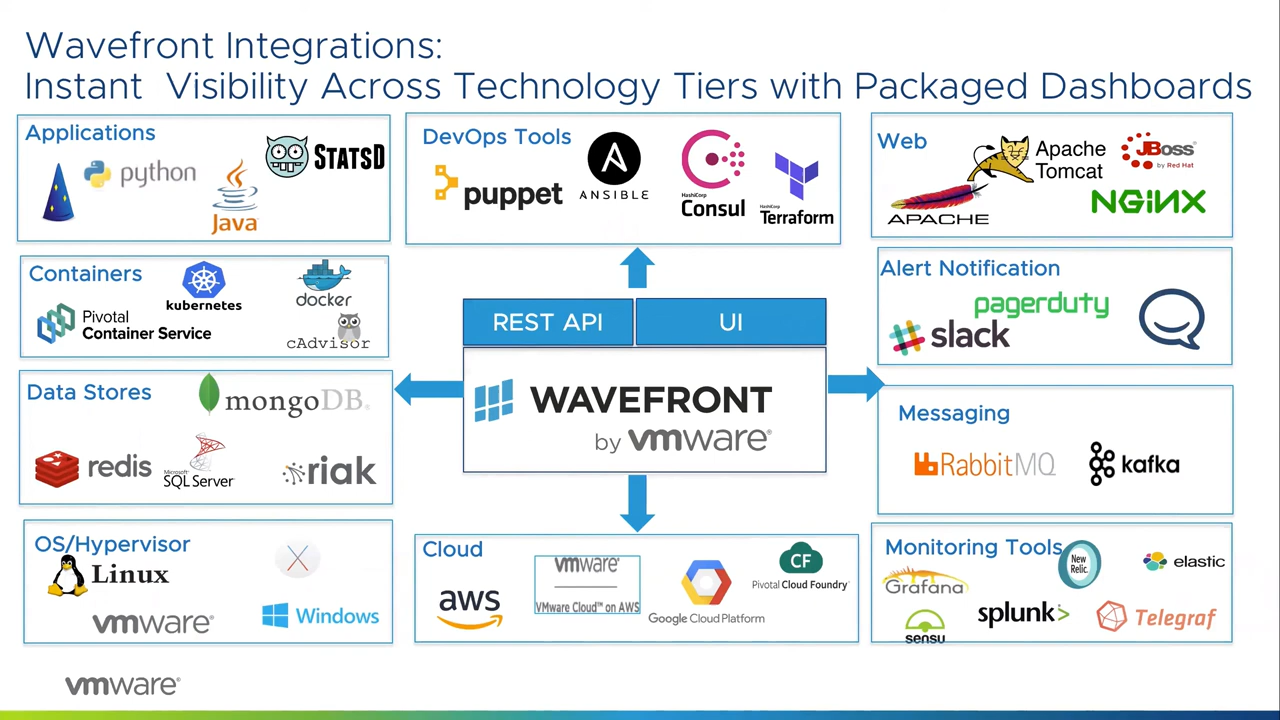 Wavefront Integrations:
Instant Visibility Across Technology Tiers with Packaged Dashboards
Applications
python
Java
STATSD
DevOps Tools
puppet
ANSIBLE
HashiCorp
Consul
HashiCorp
Terraform
Web
Apache
Tomcat
JBoss
by Red Hat
APACHE
NGINX
Containers
kubernetes
docker
Pivotal
Container Service
cAdvisor
REST API
UI
WAVEFRONT
by vmware®
Alert Notification
pagerduty
slack
Data Stores
mongoDB®
redis
Microsoft
SQL Server
riak
Messaging
RabbitMQ
kafka
OS/Hypervisor
Linux
X
vmware®
Windows
Cloud
aws
vmware®
VMware Cloud™ on AWS
Google Cloud Platform
CF
Pivotal Cloud Foundry
Monitoring Tools
Grafana
New
Relic.
elastic
sensu
splunk>
Telegraf
vmware®